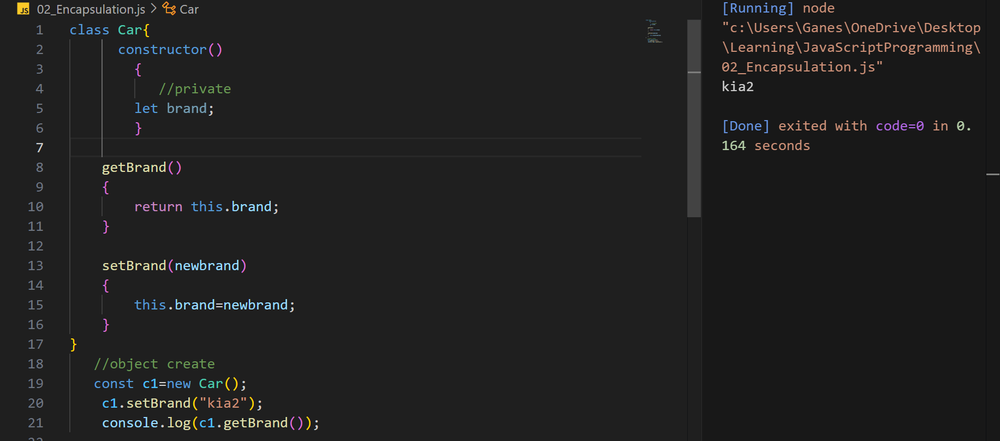 JS 02_Encapsulation.js > Car
1 class Car{
2 constructor()
3 {
4 //private
5 let brand;
6 }
7
8 getBrand()
9 {
10 return this.brand;
11 }
12
13 setBrand(newbrand)
14 {
15 this.brand=newbrand;
16 }
17 }
18 //object create
19 const c1=new Car();
20 c1.setBrand("kia2");
21 console.log(c1.getBrand());
[Running] node
"c:\Users\Ganes\OneDrive\Desktop
\Learning\JavaScriptProgramming\
02_Encapsulation.js"
kia2
[Done] exited with code=0 in 0.
164 seconds